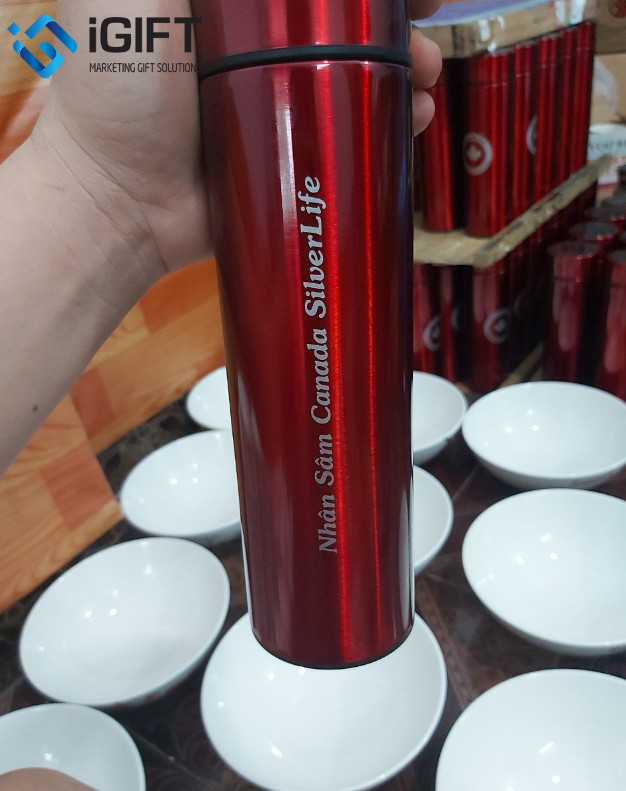 iGIFT
MARKETING GIFT SOLUTION
Nhân Sâm Canada SilverLife